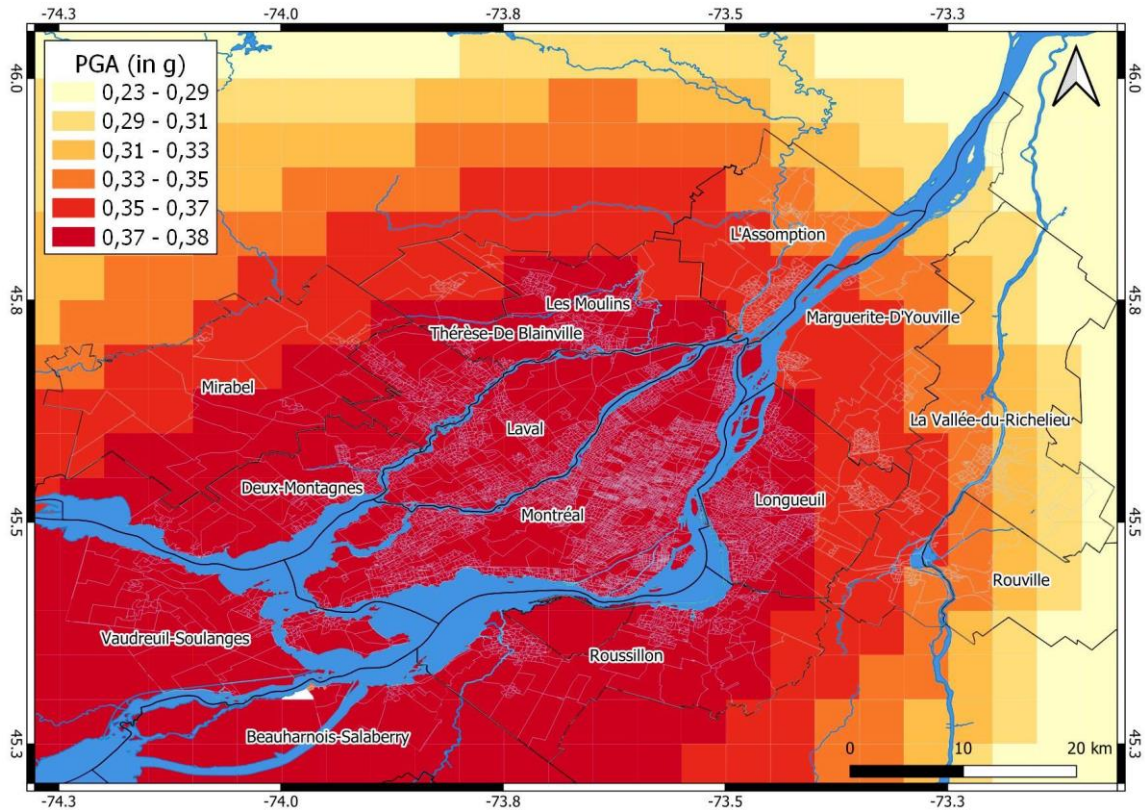 -74.3 -74.0 -73.8 -73.5 -73.3
PGA (in g)
0,23 - 0,29
0,29 - 0,31
0,31 - 0,33
0,33 - 0,35
0,35 - 0,37
0,37 - 0,38
46.0 46.0
L'Assomption
45.8 45.8
Les Moulins
Marguerite-D'Youville
Thérèse-De Blainville
Mirabel
La Vallée-du-Richelieu
Laval
Deux-Montagnes
Longueuil
Montréal
45.5 45.5
Rouville
Vaudreuil-Soulanges
Roussillon
Beauharnois-Salaberry
45.3 45.3
0 10 20 km
-74.3 -74.0 -73.8 -73.5 -73.3